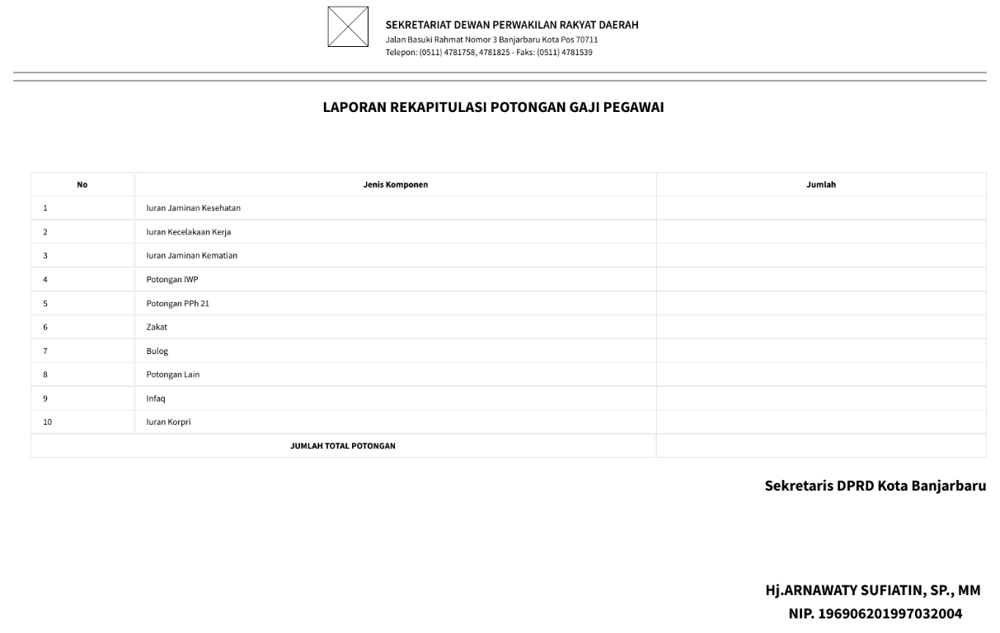 SEKRETARIAT DEWAN PERWAKILAN RAKYAT DAERAH
Jalan Basuki Rahmat Nomor 3 Banjarbaru Kota Pos 70711
Telepon: (0511) 4781758, 4781825 - Faks: (0511) 4781539
LAPORAN REKAPITULASI POTONGAN GAJI PEGAWAI
No Jenis Komponen Jumlah
1 Iuran Jaminan Kesehatan
2 Iuran Kecelakaan Kerja
3 Iuran Jaminan Kematian
4 Potongan IWP
5 Potongan PPh 21
6 Zakat
7 Bulog
8 Potongan Lain
9 Infaq
10 Iuran Korpri
JUMLAH TOTAL POTONGAN
Sekretaris DPRD Kota Banjarbaru
Hj.ARNAWATY SUFIATIN, SP., MM
NIP. 196906201997032004